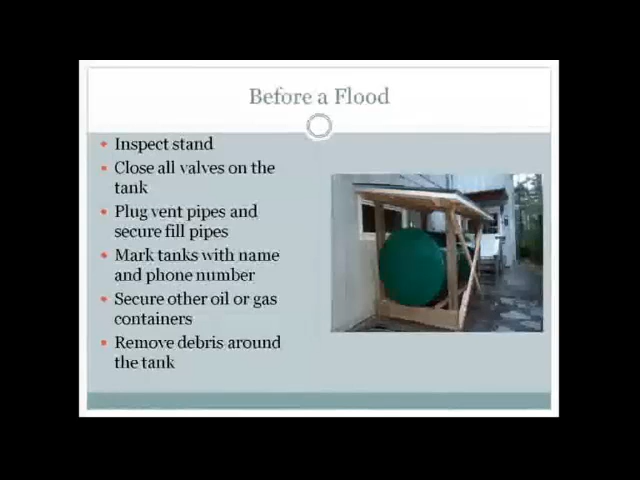 Before a Flood
Inspect stand
Close all valves on the
tank
Plug vent pipes and
secure fill pipes
Mark tanks with name
and phone number
Secure other oil or gas
containers
Remove debris around
the tank